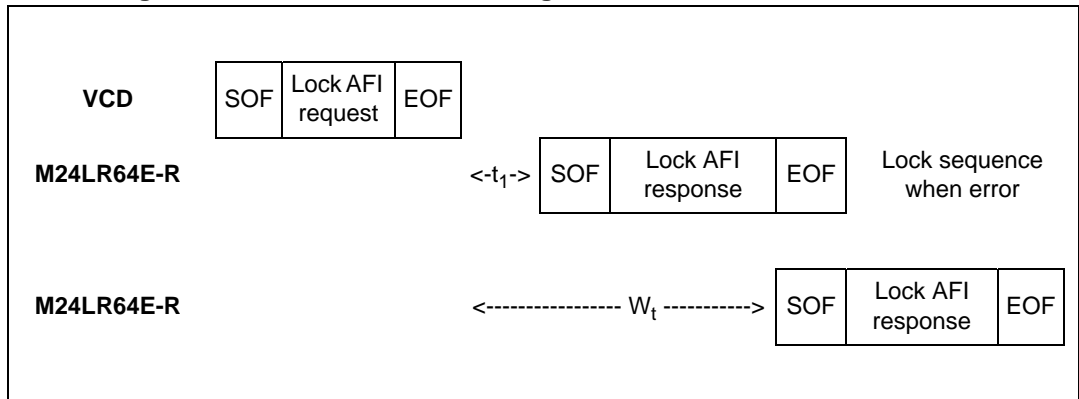 VCD SOF Lock AFI request EOF
M24LR64E-R <-t1-> SOF Lock AFI response EOF Lock sequence when error
M24LR64E-R <------------------ Wt -----------> SOF Lock AFI response EOF